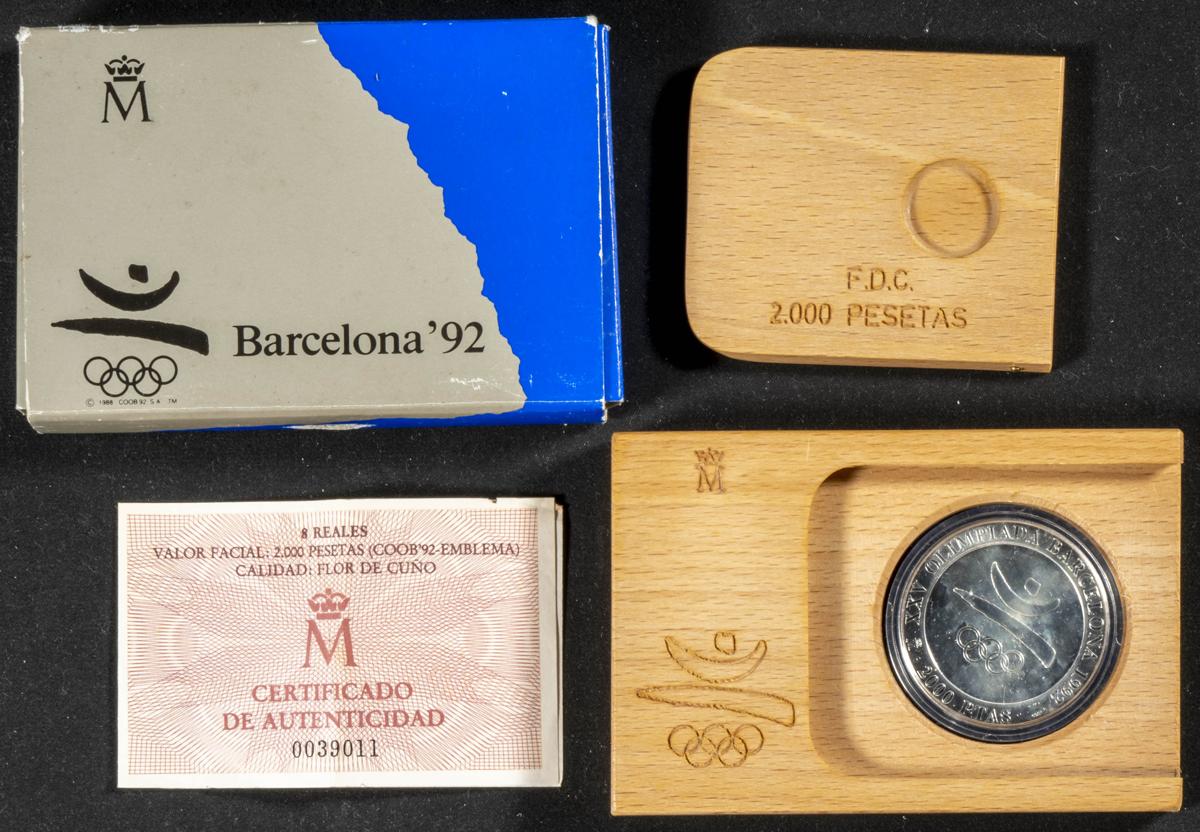 M
Barcelona '92
© 1988 COOB'92 S.A. TM
F.D.C.
2.000 PESETAS
8 REALES
VALOR FACIAL: 2.000 PESETAS (COOB'92-EMBLEMA)
CALIDAD: FLOR DE CUÑO
M
CERTIFICADO
DE AUTENTICIDAD
0039011
M
XXV OLIMPIADA BARCELONA 1992
2000 PTAS